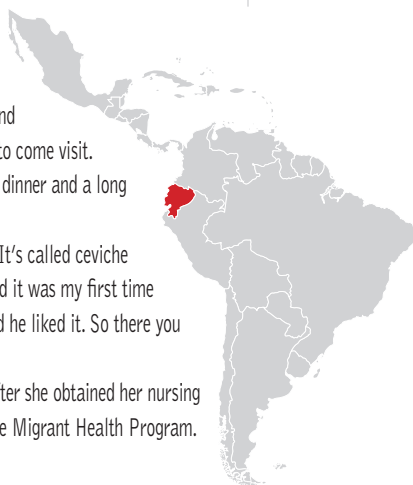 nd
to come visit.
dinner and a long
It's called ceviche
d it was my first time
d he liked it. So there you
fter she obtained her nursing
e Migrant Health Program.